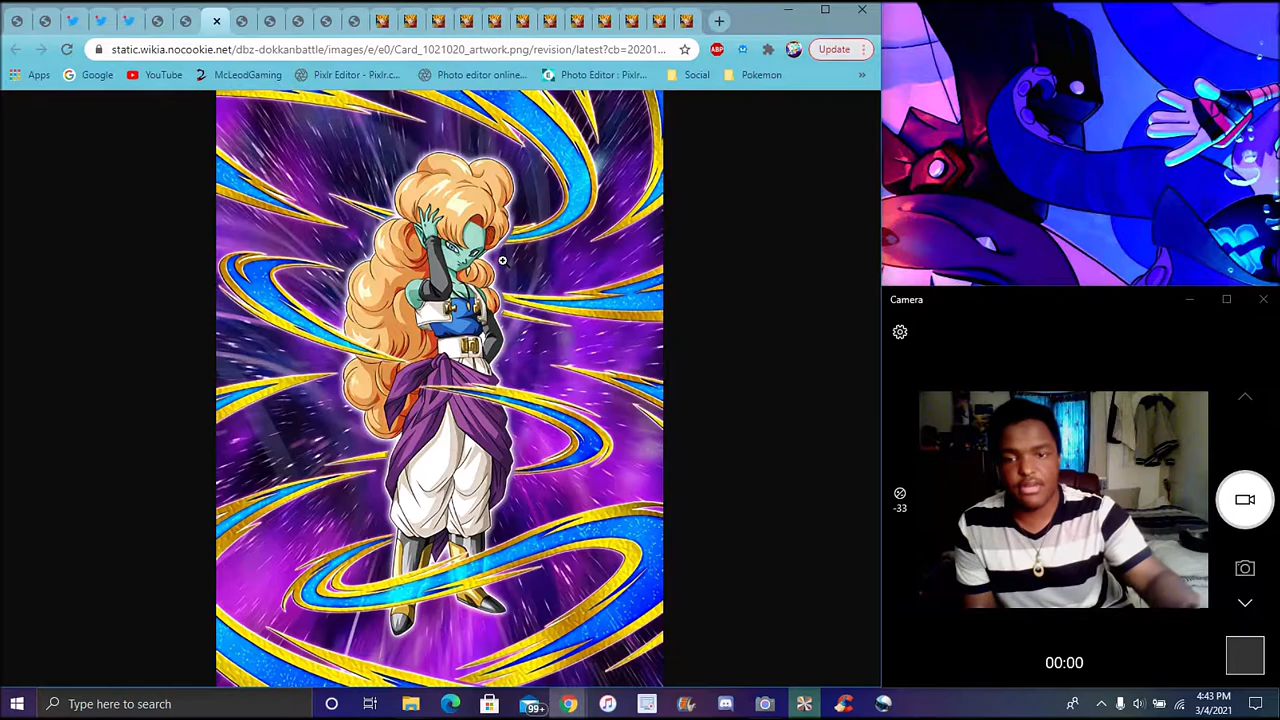 static.wikia.nocookie.net/dbz-dokkanbattle/images/e/e0/Card_1021020_artwork.png/revision/latest?cb=20201...
ABP
Update
Apps
Google
YouTube
McLeodGaming
Pixlr Editor - Pixlr.c...
Photo editor online...
Photo Editor : Pixlr...
Social
Pokemon
»
Camera
-33
00:00
Type here to search
99+
4:43 PM
3/4/2021